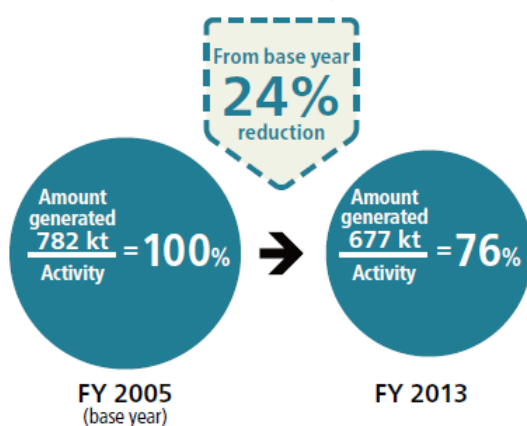 From base year
24%
reduction
Amount
generated
782 kt
Activity
= 100%
Amount
generated
677 kt
Activity
= 76%
FY 2005
(base year)
FY 2013